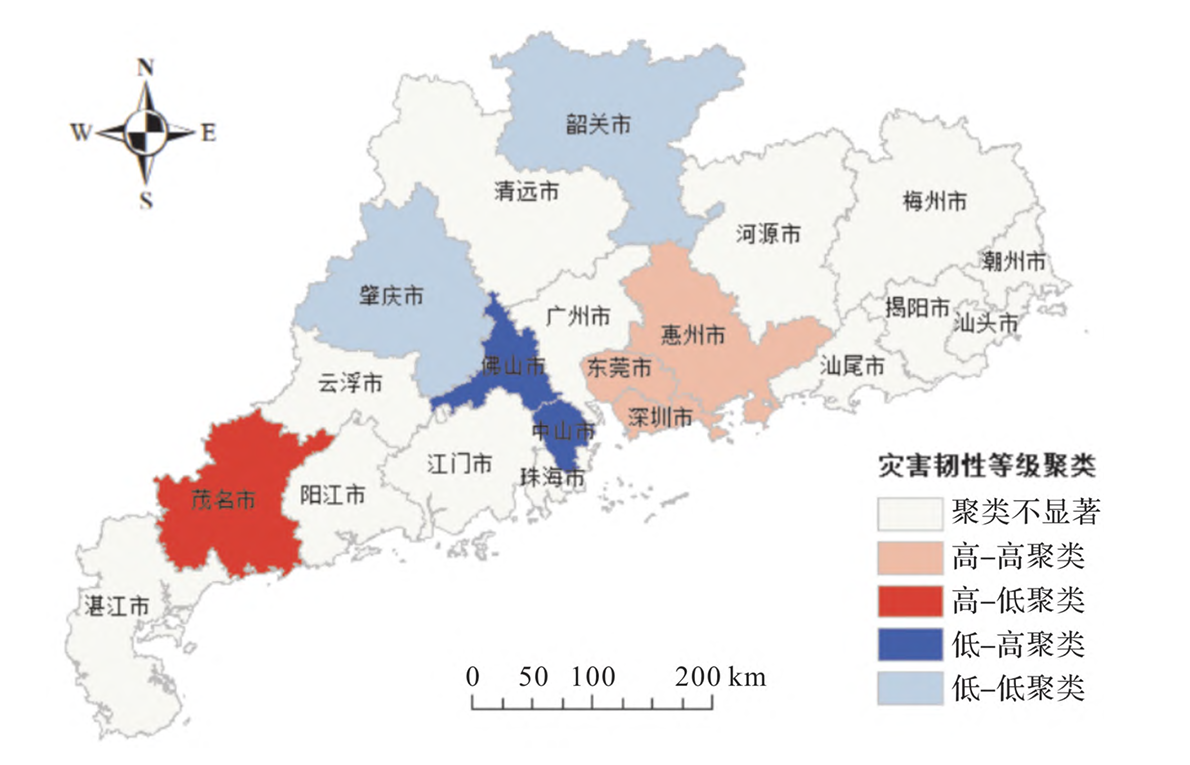 N
W E
S
韶关市
清远市
梅州市
河源市
潮州市
肇庆市
广州市
揭阳市
汕头市
惠州市
佛山市
东莞市
汕尾市
云浮市
深圳市
中山市
江门市
珠海市
茂名市
阳江市
湛江市
灾害韧性等级聚类
聚类不显著
高-高聚类
高-低聚类
低-高聚类
低-低聚类
0 50 100 200 km